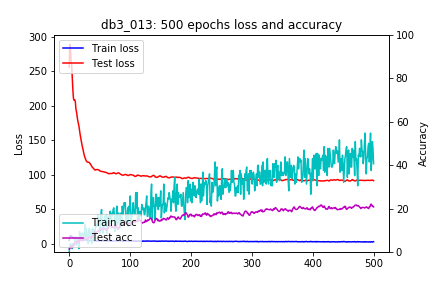 db3_013: 500 epochs loss and accuracy
300
250
200
150
100
50
0
Loss
Train loss
Test loss
Train acc
Test acc
100
80
60
40
20
0
Accuracy
0
100
200
300
400
500